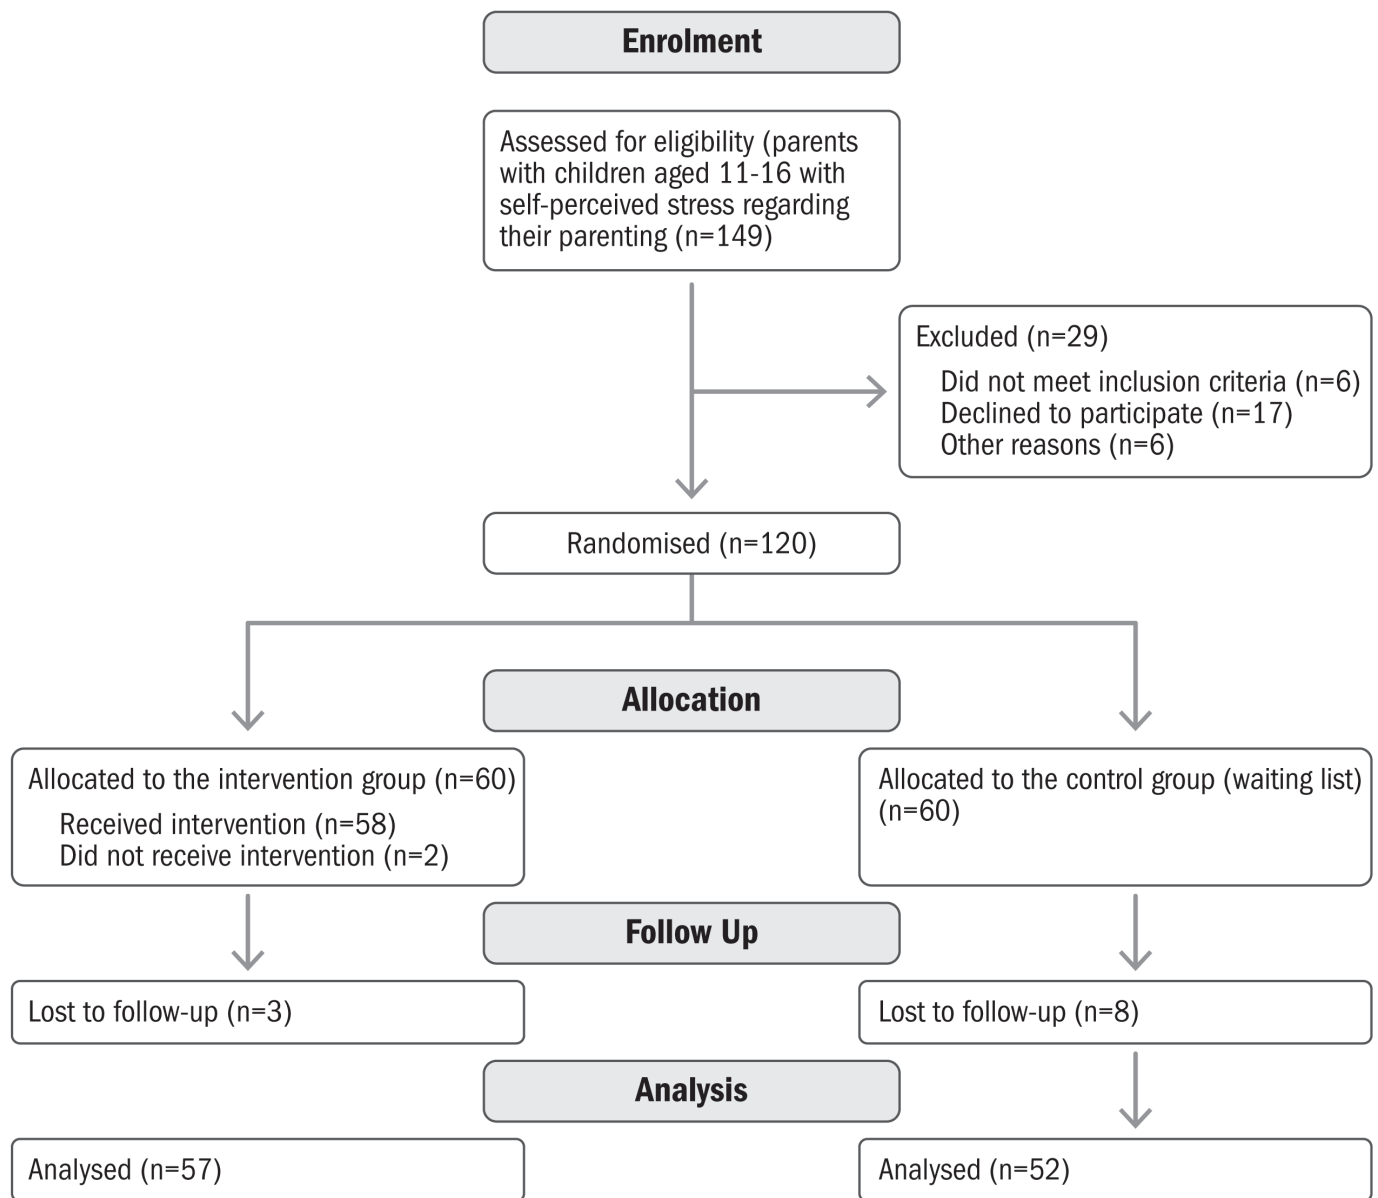 Enrolment
Assessed for eligibility (parents
with children aged 11-16 with
self-perceived stress regarding
their parenting (n=149)
Excluded (n=29)
Did not meet inclusion criteria (n=6)
Declined to participate (n=17)
Other reasons (n=6)
Randomised (n=120)
Allocation
Allocated to the intervention group (n=60)
Received intervention (n=58)
Did not receive intervention (n=2)
Allocated to the control group (waiting list)
(n=60)
Follow Up
Lost to follow-up (n=3)
Lost to follow-up (n=8)
Analysis
Analysed (n=57)
Analysed (n=52)